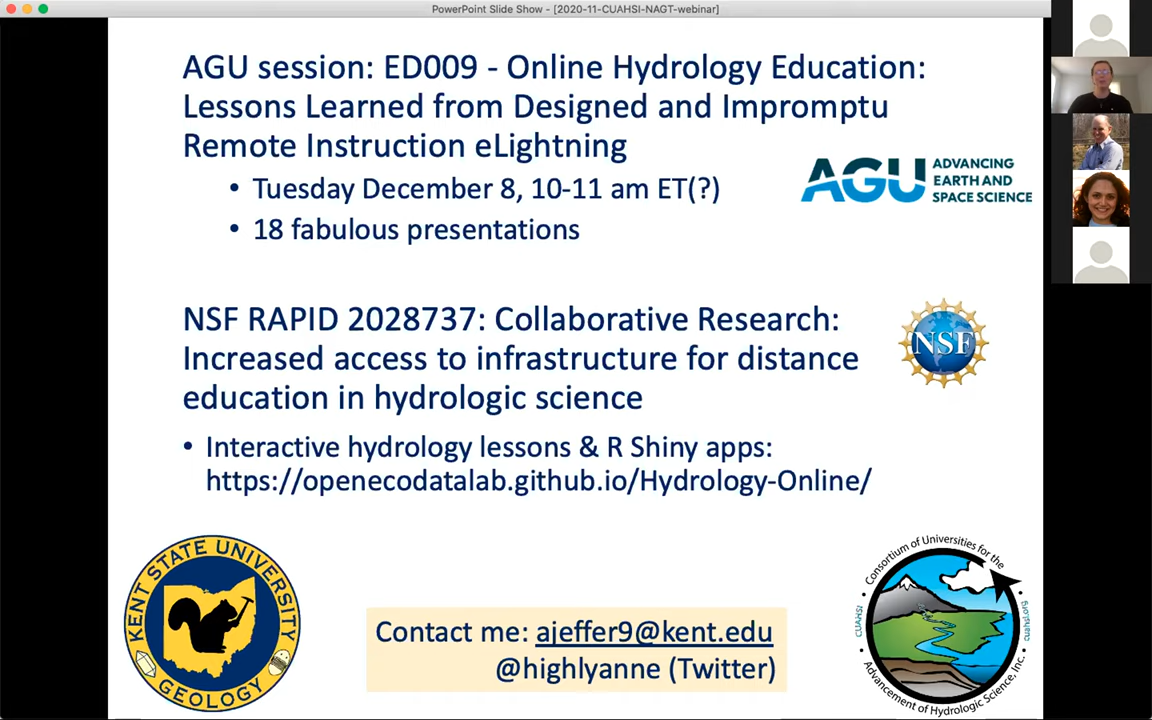 PowerPoint Slide Show - [2020-11-CUAHSI-NAGT-webinar]
AGU session: ED009 - Online Hydrology Education:
Lessons Learned from Designed and Impromptu
Remote Instruction eLightning
• Tuesday December 8, 10-11 am ET(?)
• 18 fabulous presentations
AGU
ADVANCING
EARTH AND
SPACE SCIENCE
NSF RAPID 2028737: Collaborative Research:
Increased access to infrastructure for distance
education in hydrologic science
NSF
• Interactive hydrology lessons & R Shiny apps:
https://openecodatalab.github.io/Hydrology-Online/
KENT STATE UNIVERSITY
GEOLOGY
Contact me: ajeffer9@kent.edu
@highlyanne (Twitter)
Consortium of Universities for the
CUAHSI
cuahsi.org
Advancement of Hydrologic Science, Inc.